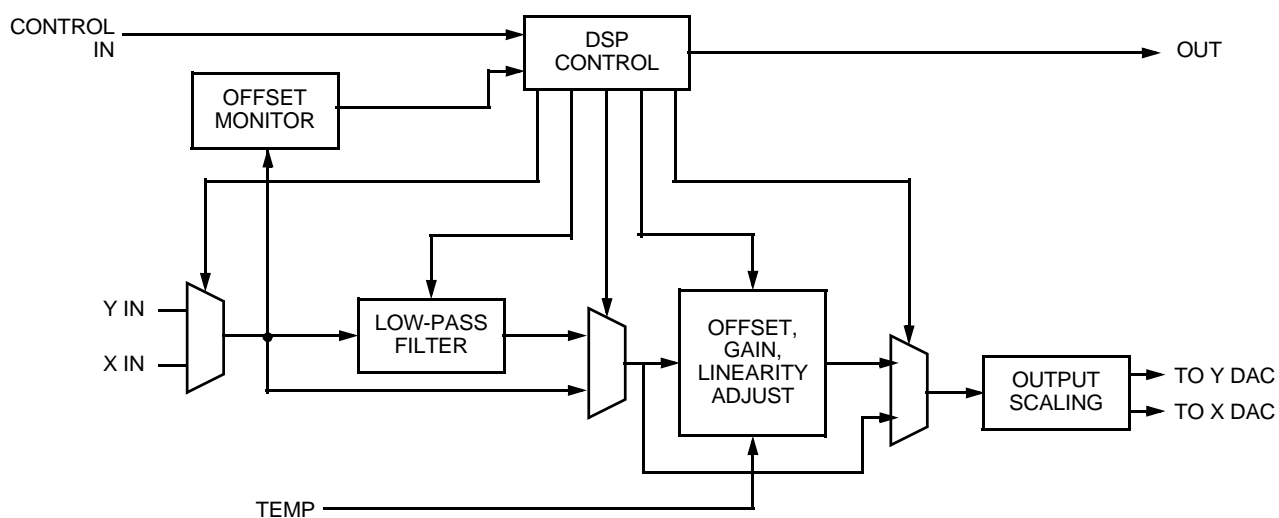 CONTROL
IN
DSP
CONTROL
OUT
OFFSET
MONITOR
Y IN
X IN
LOW-PASS
FILTER
OFFSET,
GAIN,
LINEARITY
ADJUST
OUTPUT
SCALING
TO Y DAC
TO X DAC
TEMP